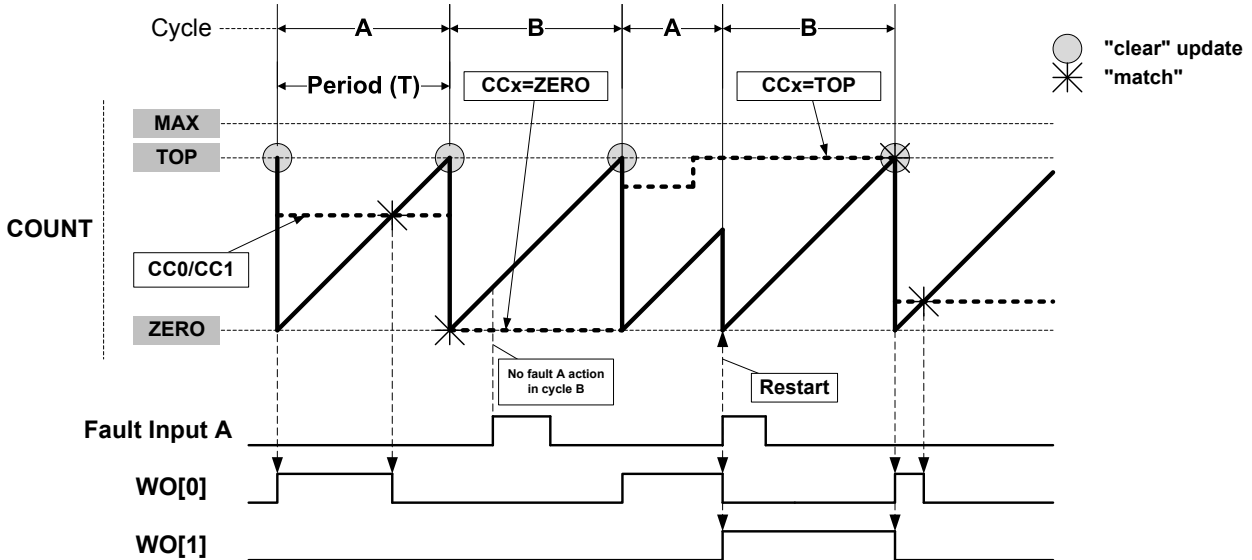 Cycle A B A B
"clear" update
"match"
Period (T)
CCx=ZERO
CCx=TOP
MAX
TOP
COUNT
CC0/CC1
ZERO
No fault A action
in cycle B
Restart
Fault Input A
WO[0]
WO[1]